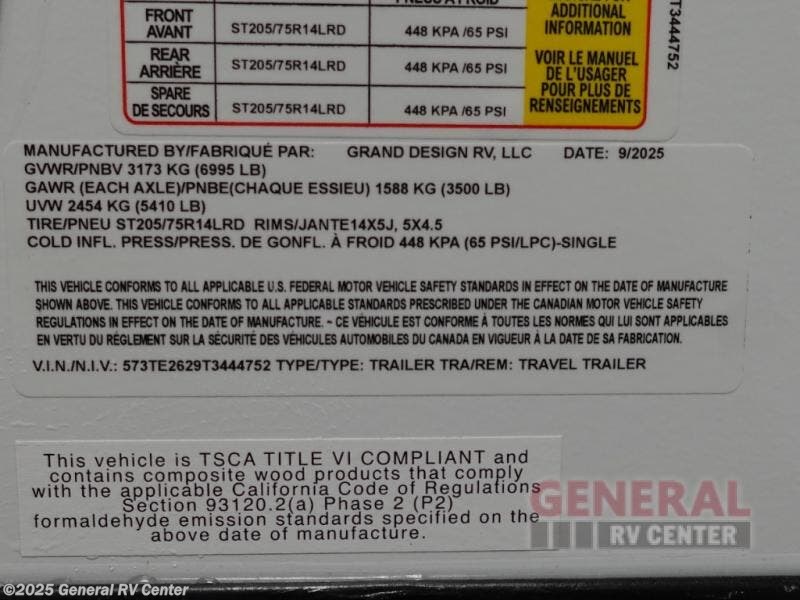 ADDITIONAL
INFORMATION
FRONT
AVANT
ST205/75R14LRD
448 KPA /65 PSI
REAR
ARRIÈRE
ST205/75R14LRD
448 KPA /65 PSI
VOIR LE MANUEL
DE L'USAGER
POUR PLUS DE
RENSEIGNEMENTS
SPARE
DE SECOURS
ST205/75R14LRD
448 KPA /65 PSI
T3444752
MANUFACTURED BY/FABRIQUÉ PAR: GRAND DESIGN RV, LLC DATE: 9/2025
GVWR/PNBV 3173 KG (6995 LB)
GAWR (EACH AXLE)/PNBE(CHAQUE ESSIEU) 1588 KG (3500 LB)
UVW 2454 KG (5410 LB)
TIRE/PNEU ST205/75R14LRD RIMS/JANTE14X5J, 5X4.5
COLD INFL. PRESS/PRESS. DE GONFL. À FROID 448 KPA (65 PSI/LPC)-SINGLE
THIS VEHICLE CONFORMS TO ALL APPLICABLE U.S. FEDERAL MOTOR VEHICLE SAFETY STANDARDS IN EFFECT ON THE DATE OF MANUFACTURE
SHOWN ABOVE. THIS VEHICLE CONFORMS TO ALL APPLICABLE STANDARDS PRESCRIBED UNDER THE CANADIAN MOTOR VEHICLE SAFETY
REGULATIONS IN EFFECT ON THE DATE OF MANUFACTURE. ~ CE VÉHICULE EST CONFORME À TOUTES LES NORMES QUI LUI SONT APPLICABLES
EN VERTU DU RÈGLEMENT SUR LA SÉCURITÉ DES VÉHICULES AUTOMOBILES DU CANADA EN VIGUEUR À LA DATE DE SA FABRICATION.
V.I.N./N.I.V.: 573TE2629T3444752 TYPE/TYPE: TRAILER TRA/REM: TRAVEL TRAILER
This vehicle is TSCA TITLE VI COMPLIANT and
contains composite wood products that comply
with the applicable California Code of Regulations
Section 93120.2(a) Phase 2 (P2)
formaldehyde emission standards specified on the
above date of manufacture.
GENERAL
RV CENTER
©2025 General RV Center